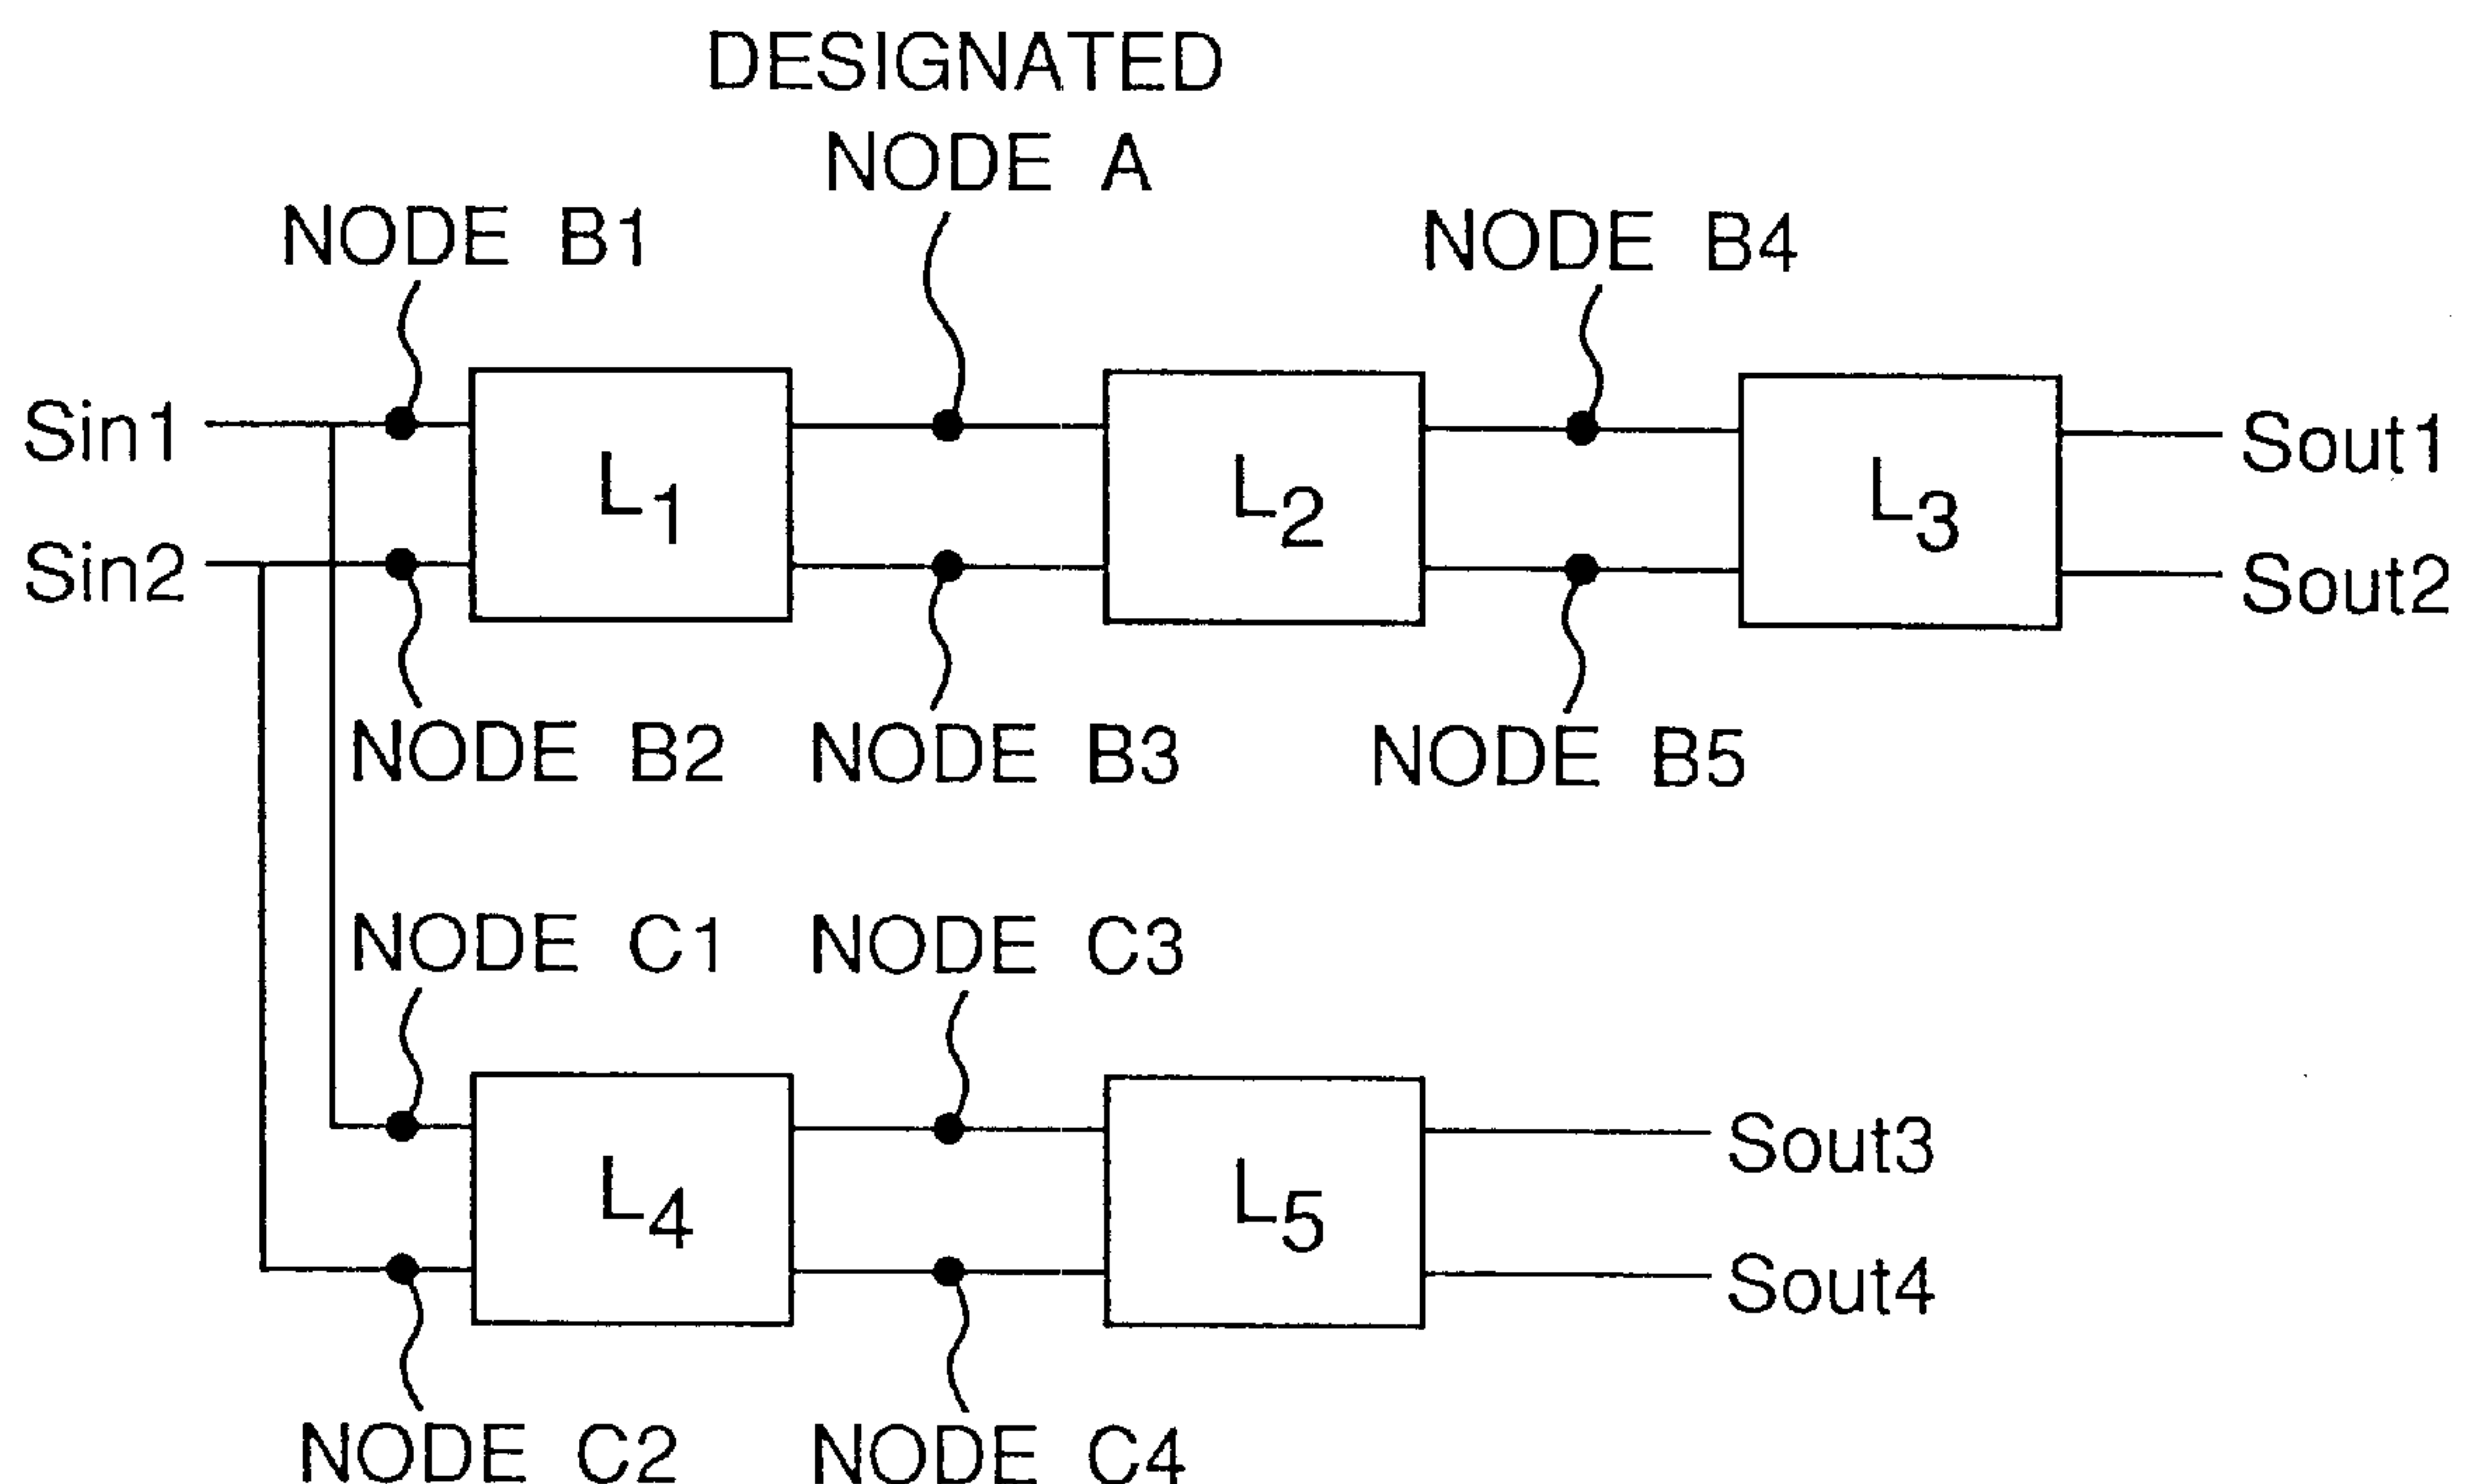 DESIGNATED
NODE A
NODE B1
NODE B4
Sin1
L1
L2
L3
Sout1
Sin2
Sout2
NODE B2
NODE B3
NODE B5
NODE C1
NODE C3
L4
L5
Sout3
Sout4
NODE C2
NODE C4